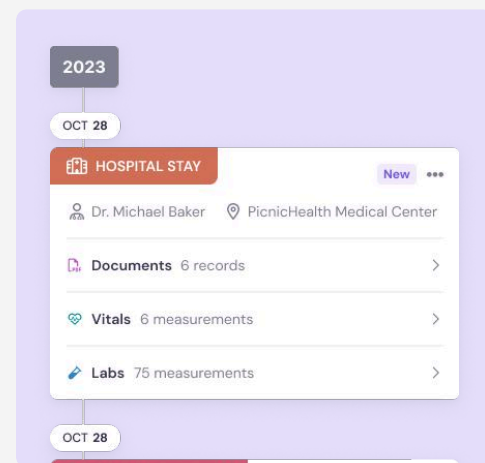 2023
OCT 28
HOSPITAL STAY
New
Dr. Michael Baker PicnicHealth Medical Center
Documents 6 records
Vitals 6 measurements
Labs 75 measurements
OCT 28